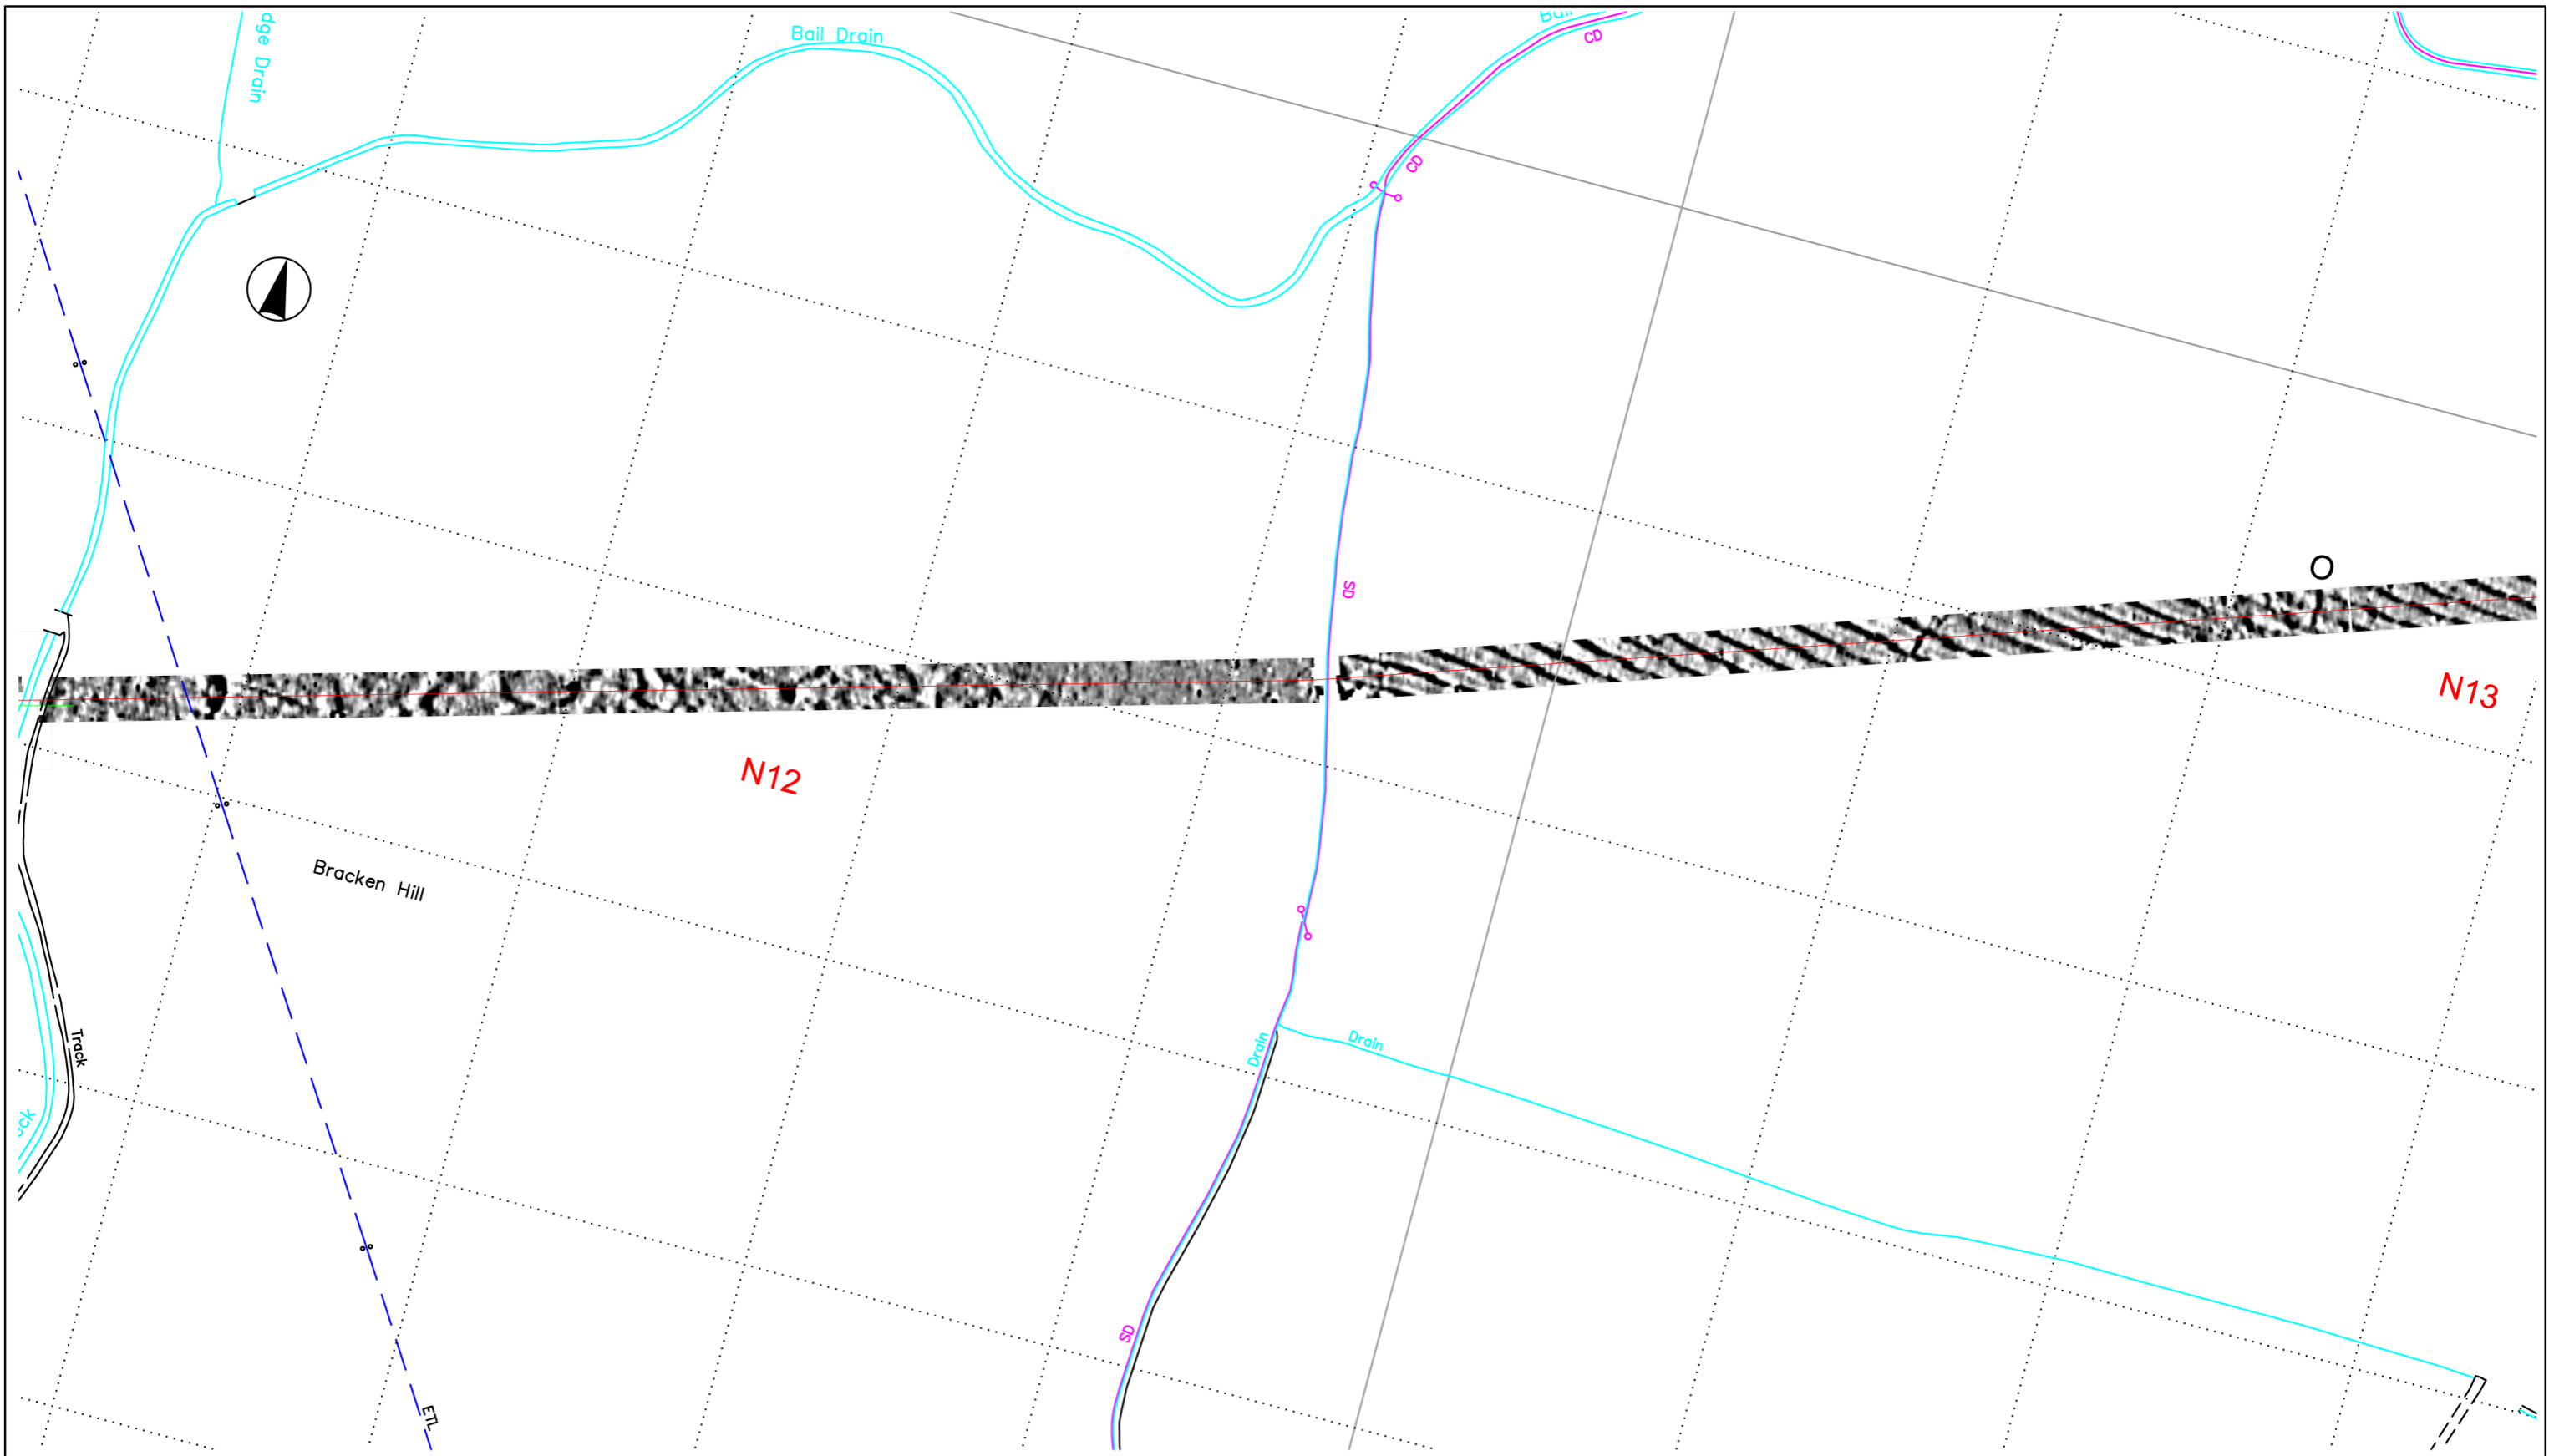 dge Drain
Bail Drain
CD
CD
SD
O
N13
N12
Bracken Hill
Track
Drain
Drain
SD
ETL